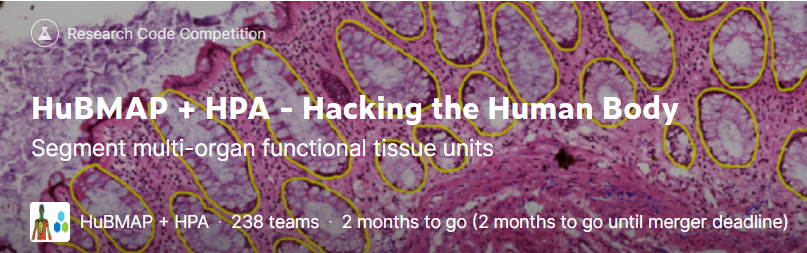 Research Code Competition
HuBMAP + HPA - Hacking the Human Body
Segment multi-organ functional tissue units
HuBMAP + HPA · 238 teams · 2 months to go (2 months to go until merger deadline)